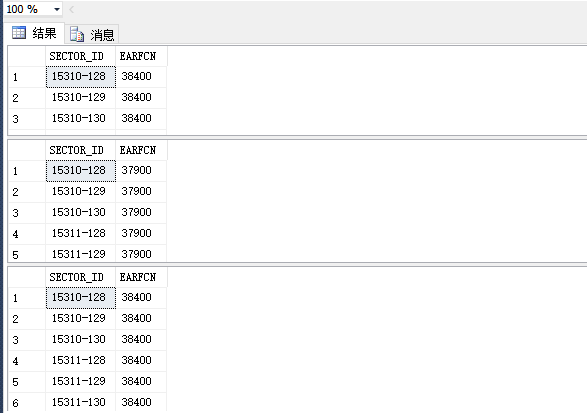 100 %
结果 消息
SECTOR_ID EARFCN
1 15310-128 38400
2 15310-129 38400
3 15310-130 38400
SECTOR_ID EARFCN
1 15310-128 37900
2 15310-129 37900
3 15310-130 37900
4 15311-128 37900
5 15311-129 37900
SECTOR_ID EARFCN
1 15310-128 38400
2 15310-129 38400
3 15310-130 38400
4 15311-128 38400
5 15311-129 38400
6 15311-130 38400